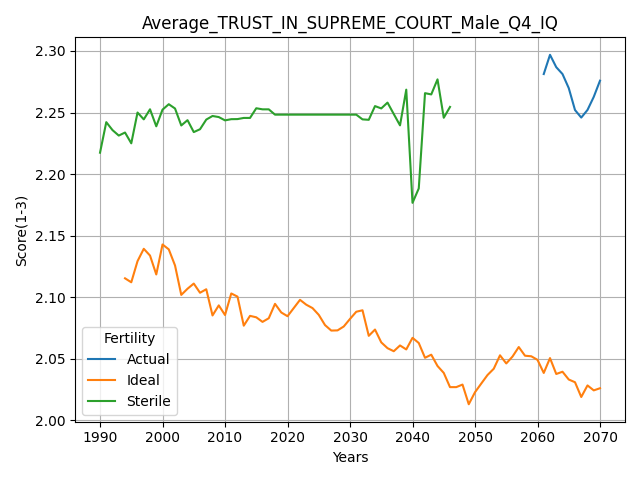 Average_TRUST_IN_SUPREME_COURT_Male_Q4_IQ
Score(1-3)
2.30
2.25
2.20
2.15
2.10
2.05
2.00
Fertility
Actual
Ideal
Sterile
1990 2000 2010 2020 2030 2040 2050 2060 2070
Years